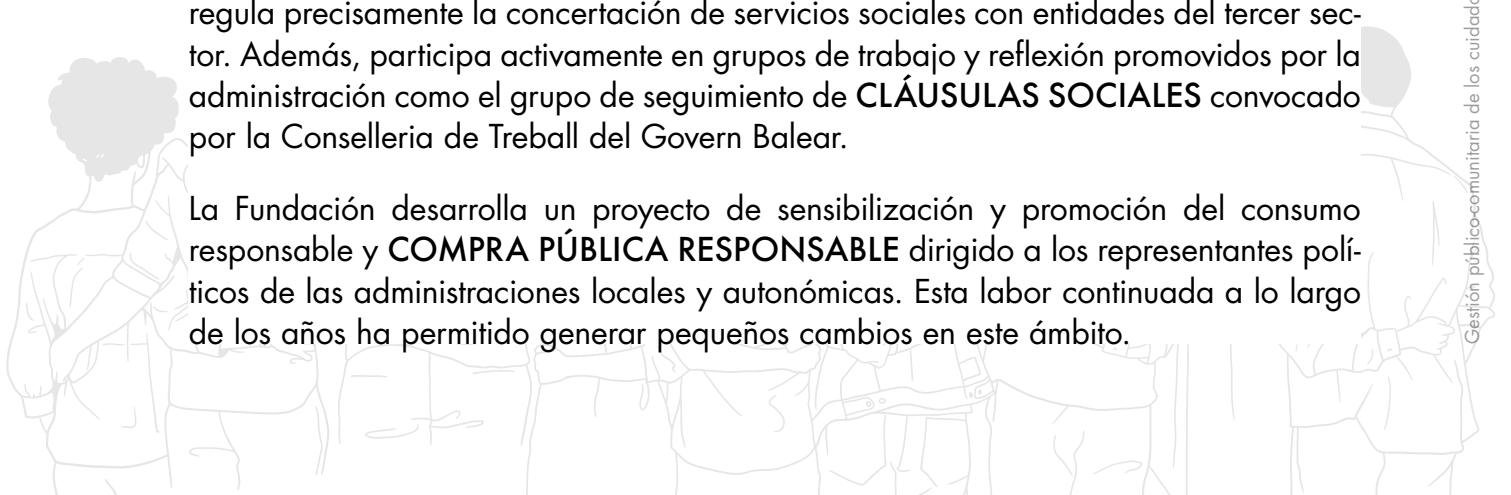 regula precisamente la concertación de servicios sociales con entidades del tercer sec-
tor. Además, participa activamente en grupos de trabajo y reflexión promovidos por la
administración como el grupo de seguimiento de CLÁUSULAS SOCIALES convocado
por la Conselleria de Treball del Govern Balear.
La Fundación desarrolla un proyecto de sensibilización y promoción del consumo
responsable y COMPRA PÚBLICA RESPONSABLE dirigido a los representantes polí-
ticos de las administraciones locales y autonómicas. Esta labor continuada a lo largo
de los años ha permitido generar pequeños cambios en este ámbito.
Gestión público-comunitaria de los cuidado